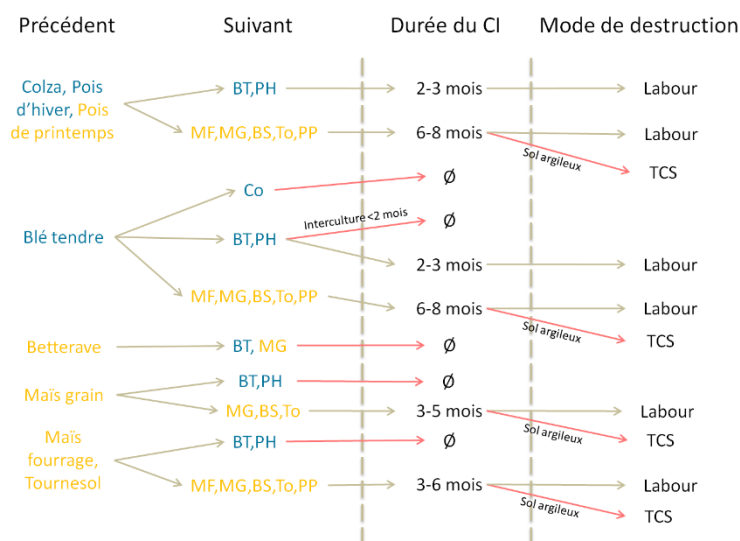 Précédent Suivant Durée du CI Mode de destruction
Colza, Pois
d'hiver, Pois
de printemps
BT,PH 2-3 mois Labour
MF,MG,BS,To,PP 6-8 mois Labour
Sol argileux
TCS
Blé tendre
Co Ø
Interculture <2 mois
Ø
BT,PH
2-3 mois Labour
MF,MG,BS,To,PP
6-8 mois Labour
Sol argileux
TCS
Betterave BT, MG Ø
Maïs grain
BT,PH Ø
MG,BS,To 3-5 mois Labour
Sol argileux
TCS
Maïs
fourrage,
Tournesol
BT,PH Ø
MF,MG,BS,To,PP 3-6 mois Labour
Sol argileux
TCS